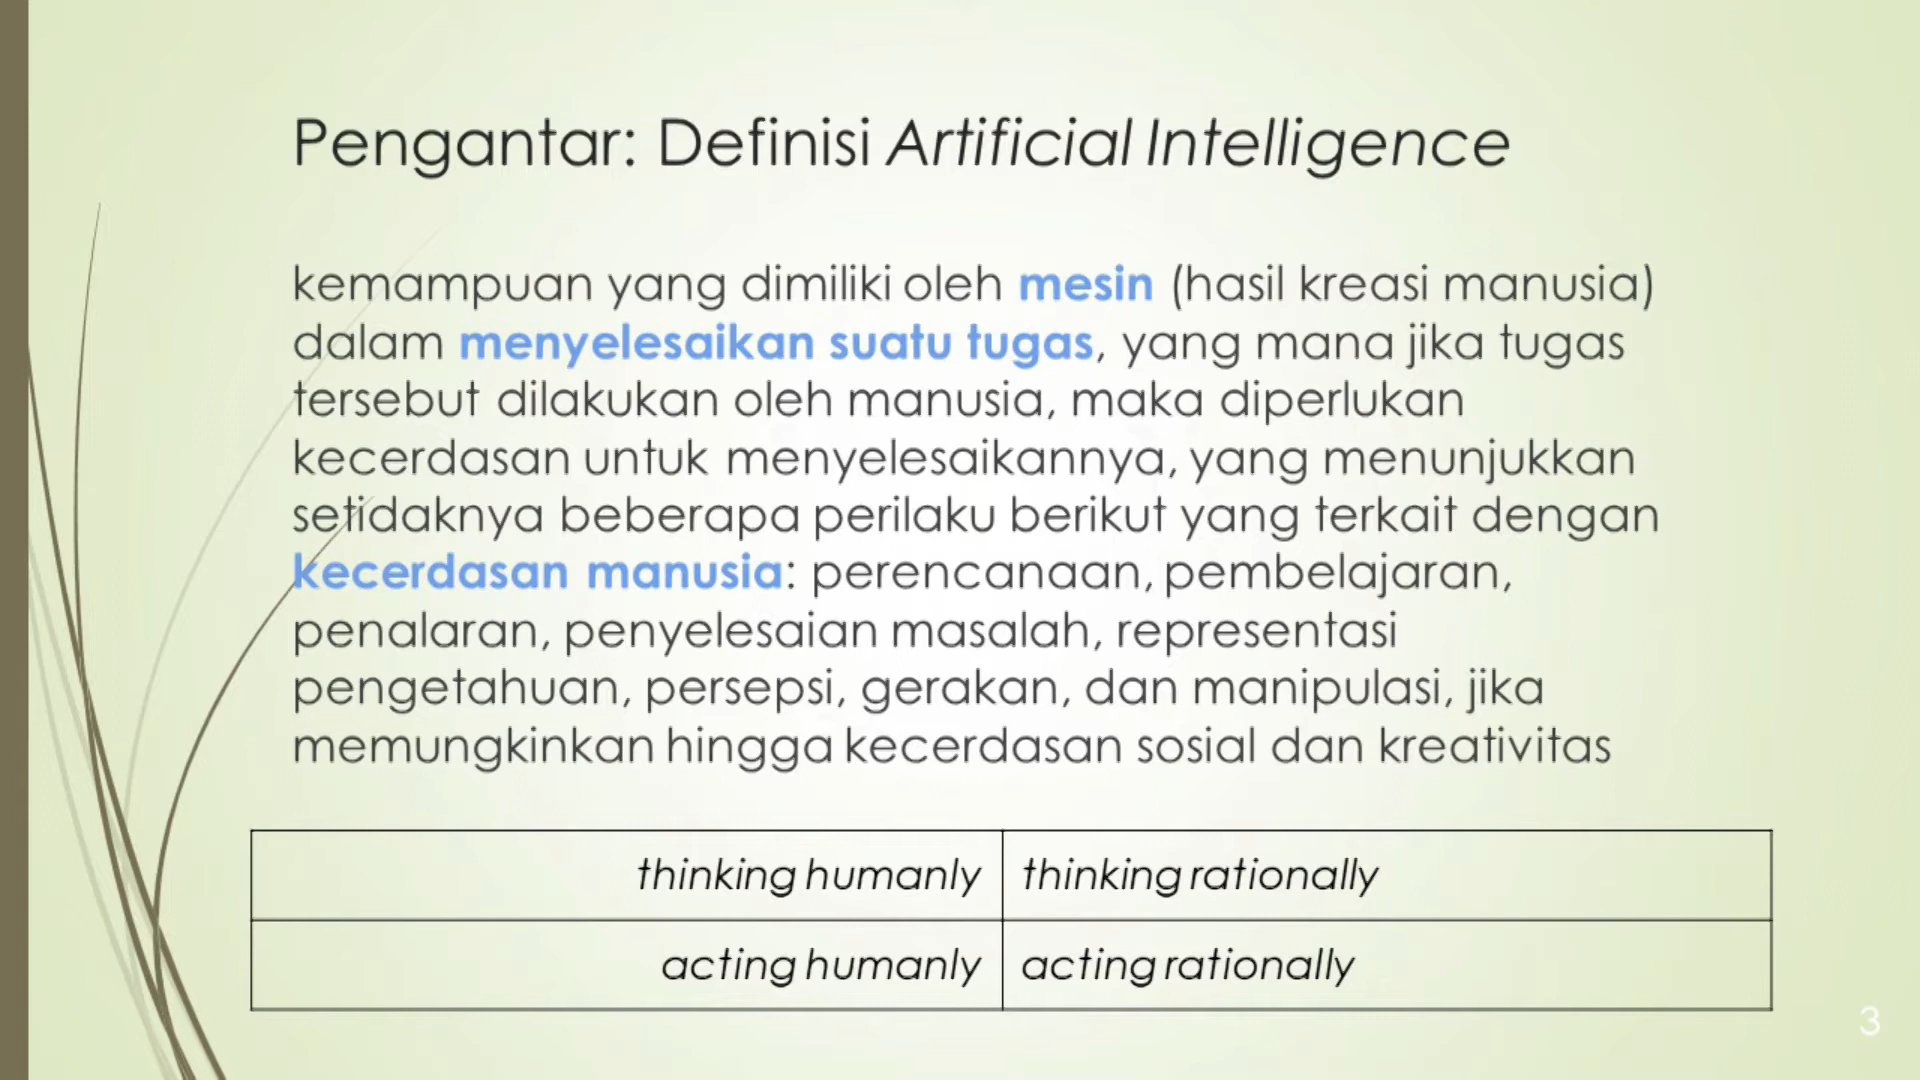 Pengantar: Definisi Artificial Intelligence
kemampuan yang dimiliki oleh mesin (hasil kreasi manusia)
dalam menyelesaikan suatu tugas, yang mana jika tugas
tersebut dilakukan oleh manusia, maka diperlukan
kecerdasan untuk menyelesaikannya, yang menunjukkan
setidaknya beberapa perilaku berikut yang terkait dengan
kecerdasan manusia: perencanaan, pembelajaran,
penalaran, penyelesaian masalah, representasi
pengetahuan, persepsi, gerakan, dan manipulasi, jika
memungkinkan hingga kecerdasan sosial dan kreativitas
thinking humanly thinking rationally
acting humanly acting rationally
3